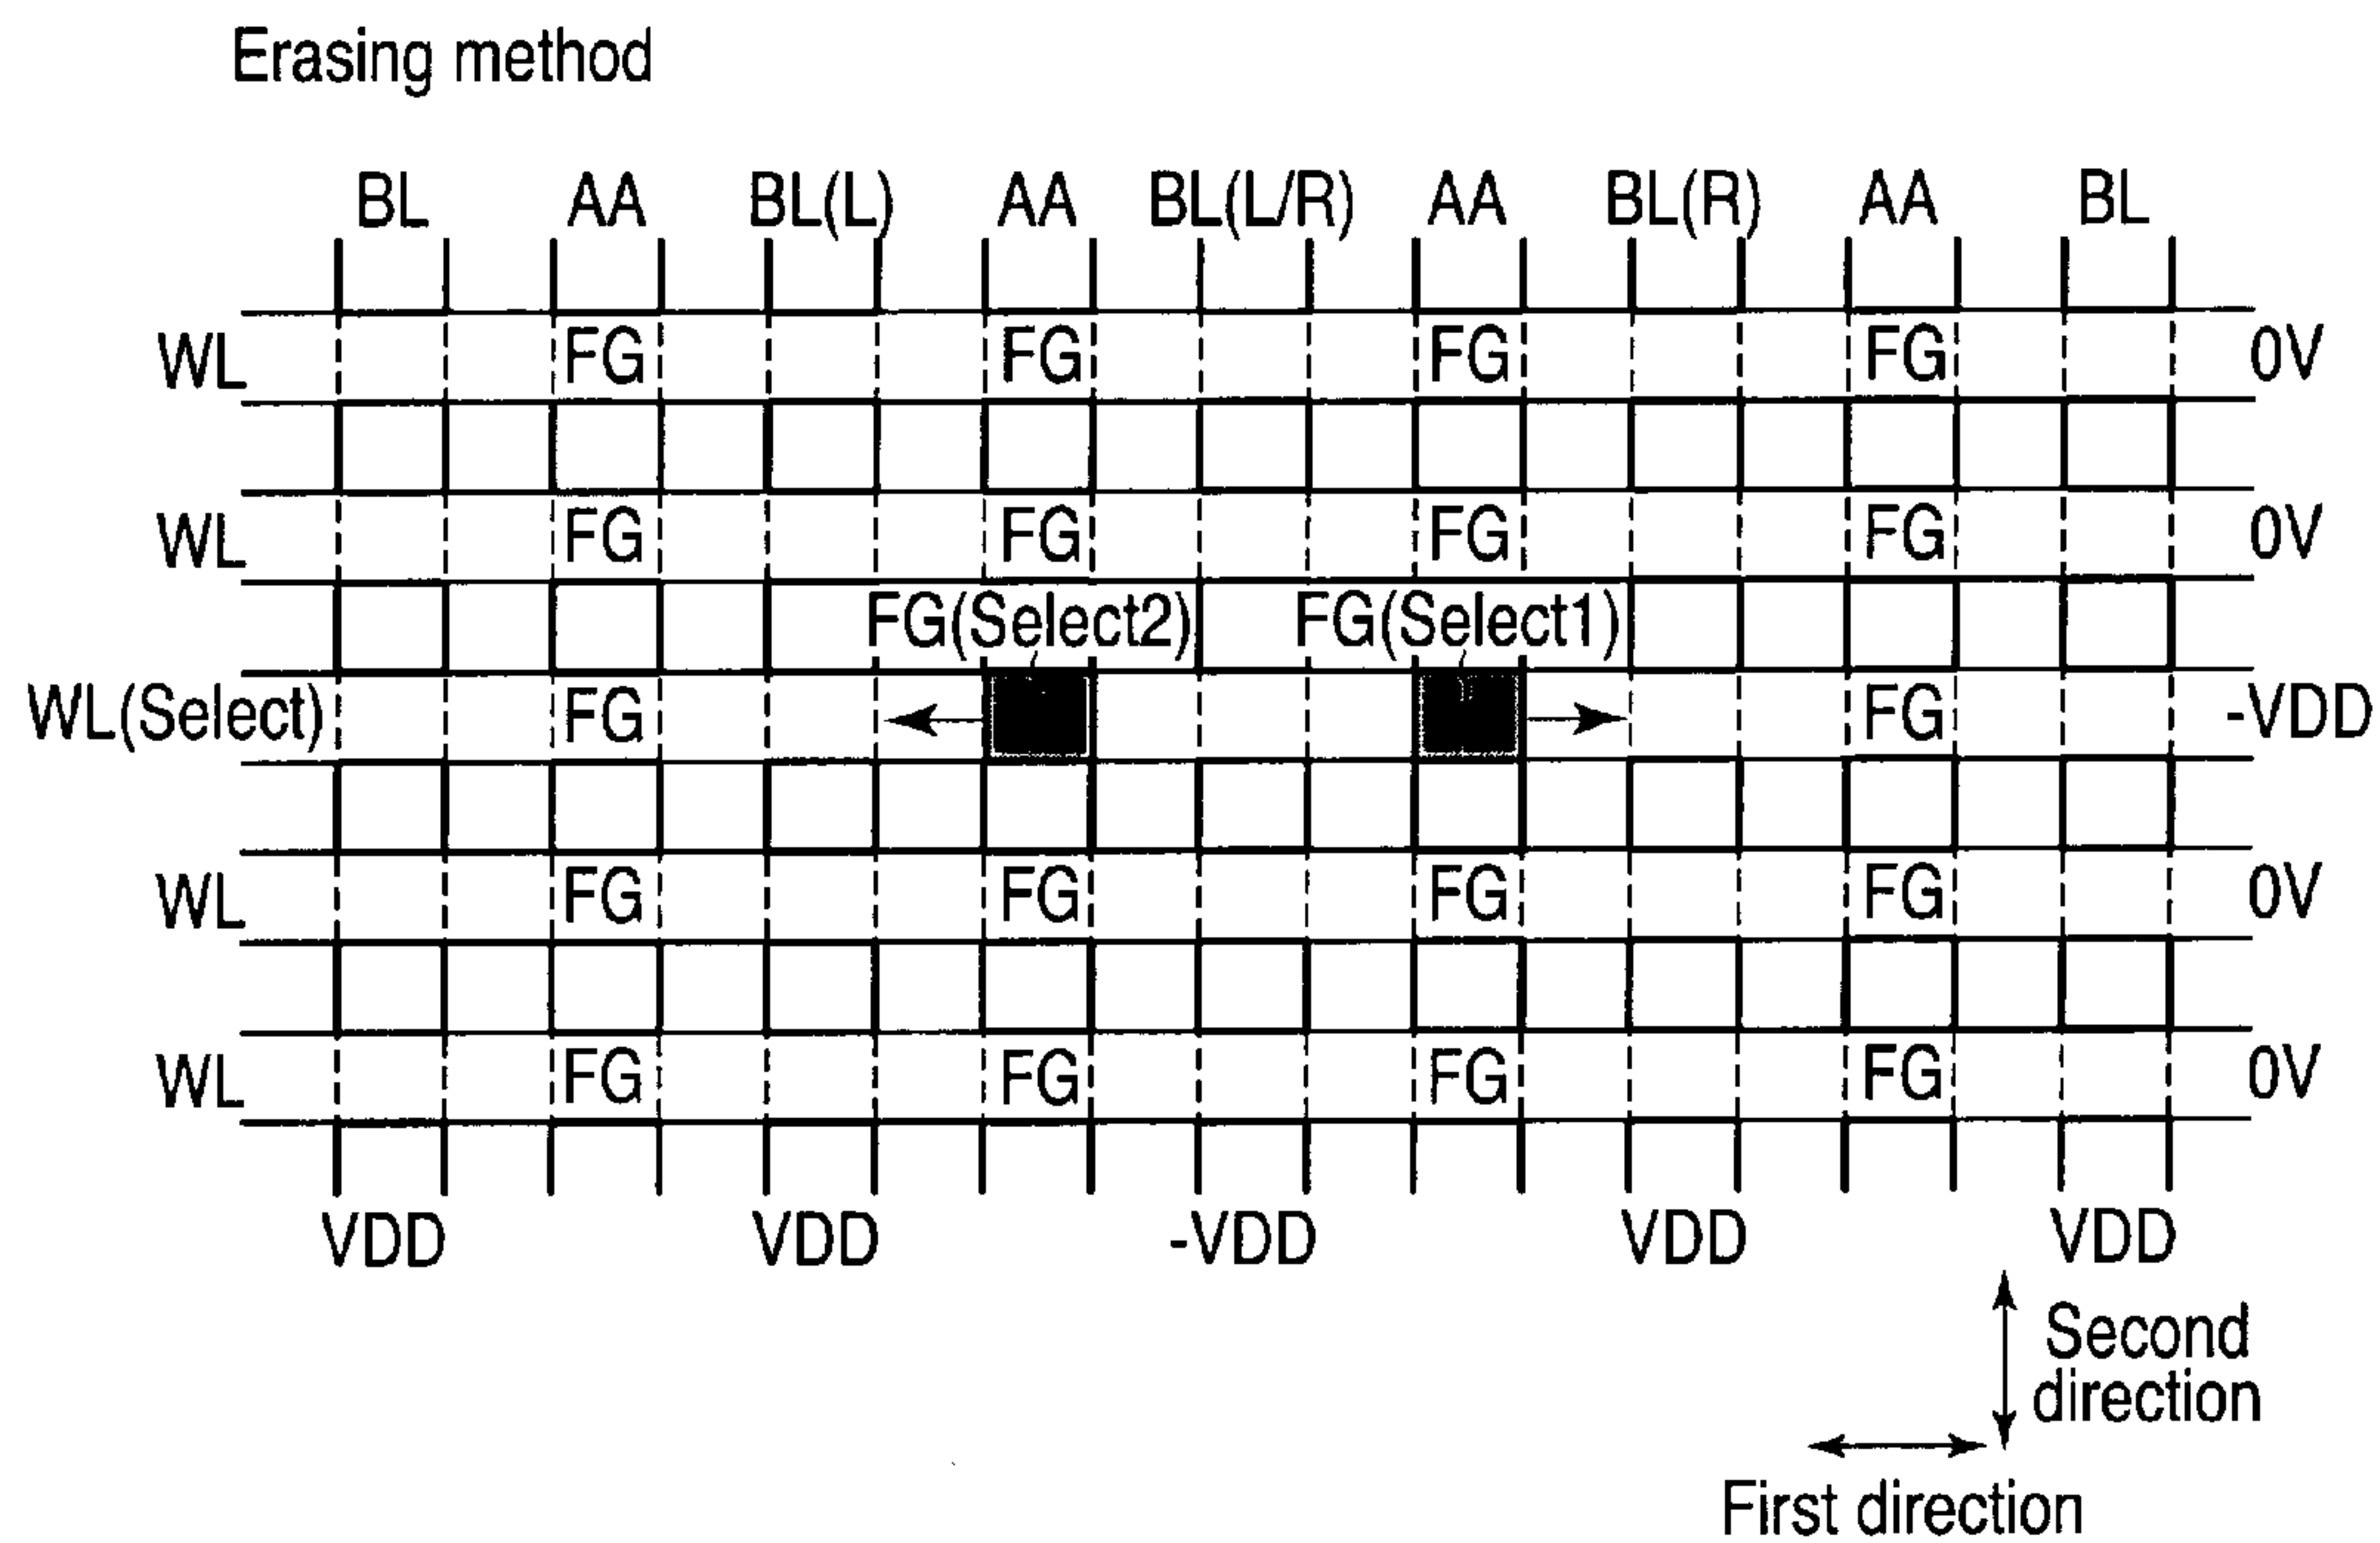 Erasing method
BL AA BL(L) AA BL(L/R) AA BL(R) AA BL
WL FG FG FG FG 0V
WL FG FG FG FG 0V
FG(Select2) FG(Select1)
WL(Select) FG FG -VDD
WL FG FG FG FG 0V
WL FG FG FG FG 0V
VDD VDD -VDD VDD VDD
Second
direction
First direction